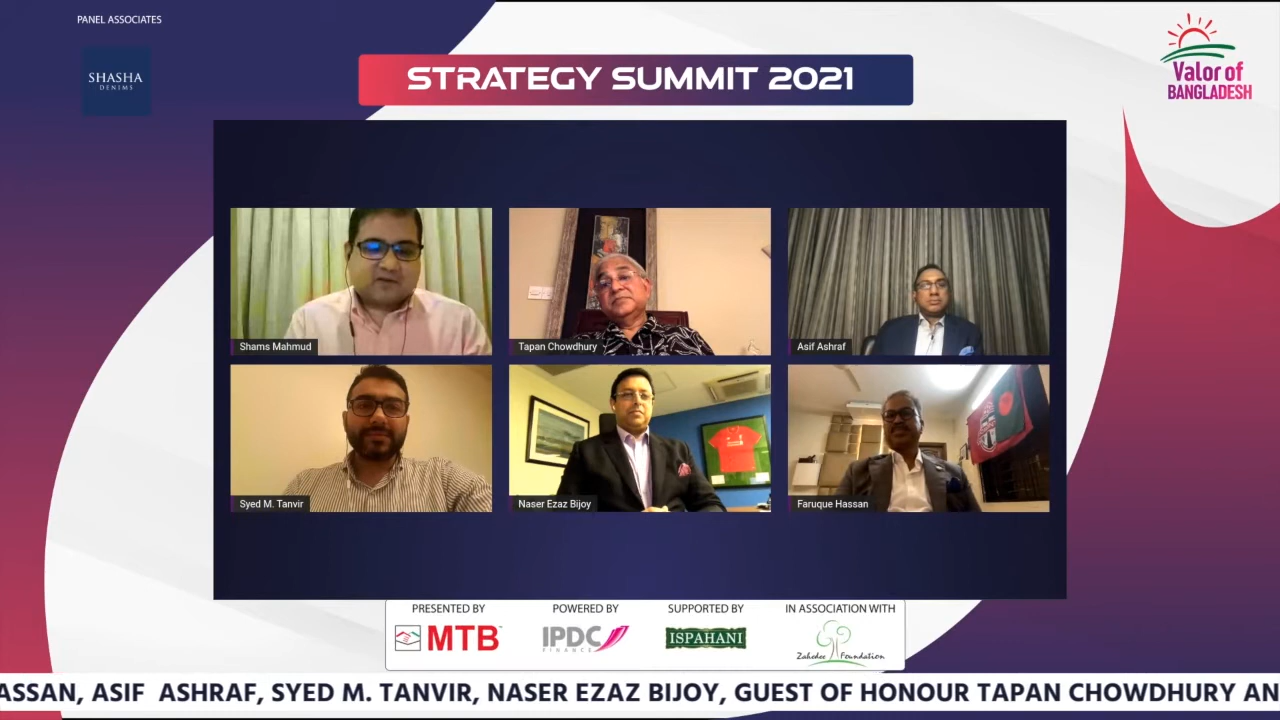 PANEL ASSOCIATES
SHASHA
DENIMS
STRATEGY SUMMIT 2021
Valor of
BANGLADESH
Shams Mahmud
Tapan Chowdhury
Asif Ashraf
Syed M. Tanvir
Naser Ezaz Bijoy
Faruque Hassan
PRESENTED BY
MTB
POWERED BY
IPDC
FINANCE
SUPPORTED BY
ISPAHANI
IN ASSOCIATION WITH
Zahedee Foundation
ASSAN, ASIF ASHRAF, SYED M. TANVIR, NASER EZAZ BIJOY, GUEST OF HONOUR TAPAN CHOWDHURY AN